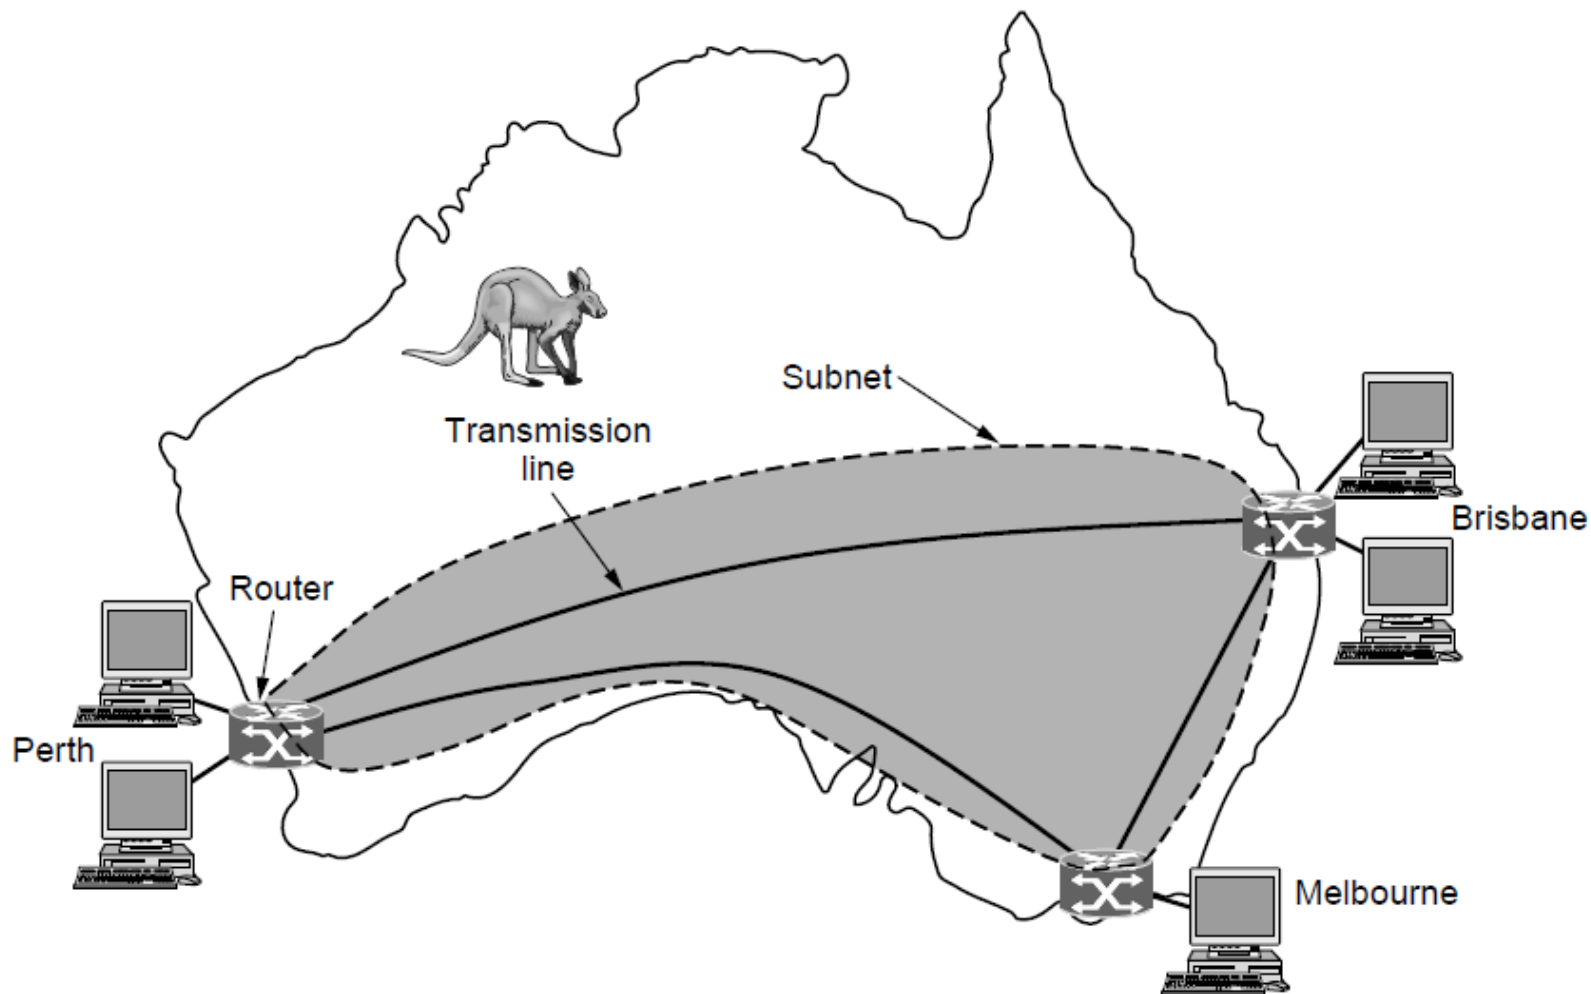 Subnet
Transmission
line
Brisbane
Router
Perth
Melbourne